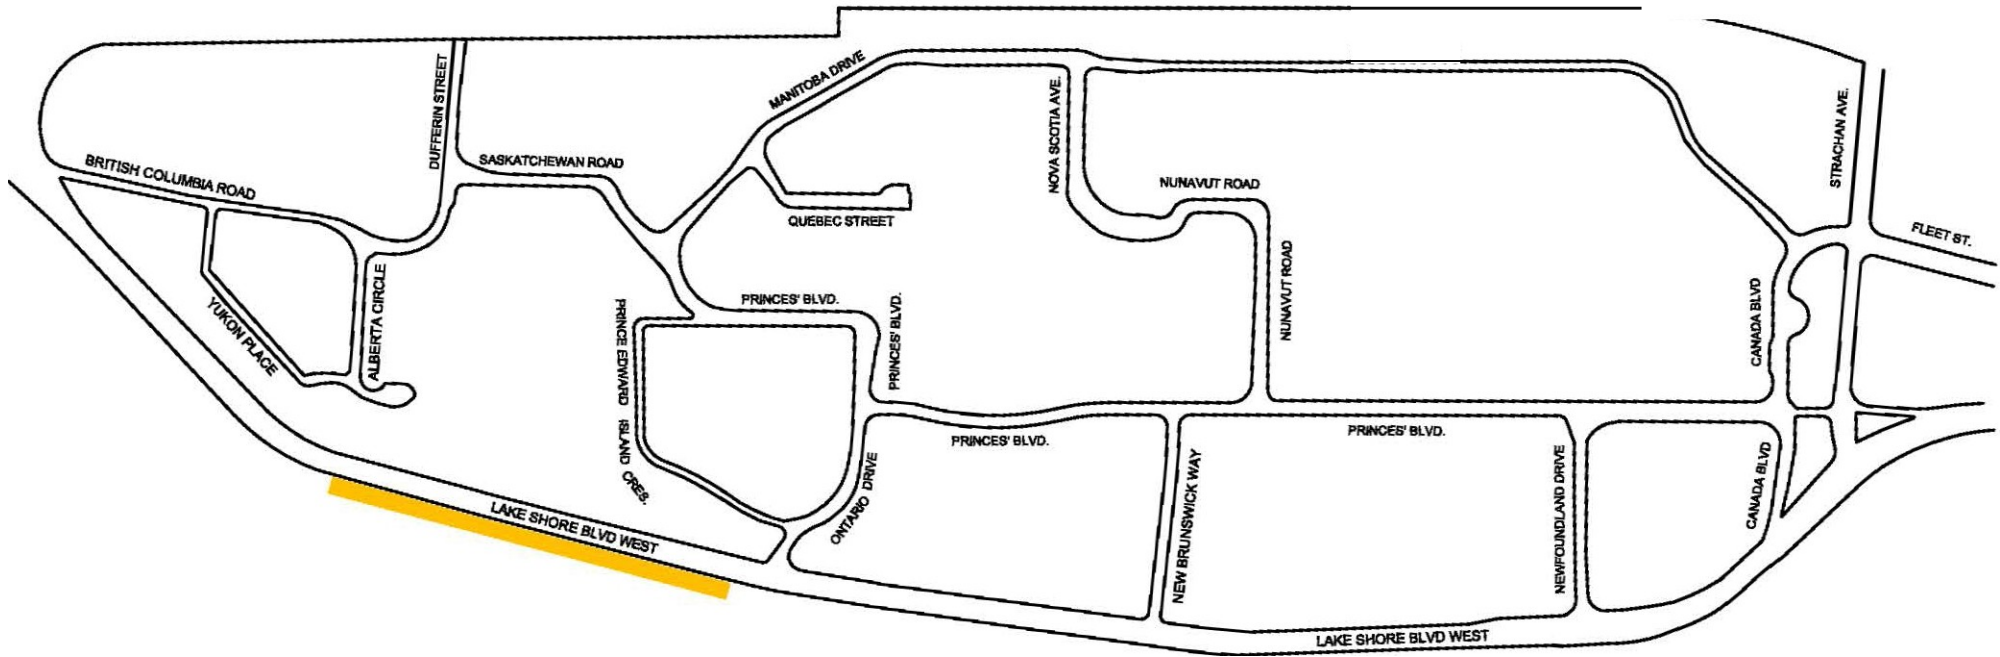 MANITOBA DRIVE
DUFFERIN STREET
NOVA SCOTIA AVE.
STRACHAN AVE.
BRITISH COLUMBIA ROAD
SASKATCHEWAN ROAD
NUNAVUT ROAD
QUEBEC STREET
FLEET ST.
NUNAVUT ROAD
ALBERTA CIRCLE
YUKON PLACE
PRINCES' BLVD.
PRINCES' BLVD.
PRINCE EDWARD ISLAND CRES.
CANADA BLVD
PRINCES' BLVD.
PRINCES' BLVD.
ONTARIO DRIVE
NEW BRUNSWICK WAY
NEWFOUNDLAND DRIVE
CANADA BLVD
LAKE SHORE BLVD WEST
LAKE SHORE BLVD WEST